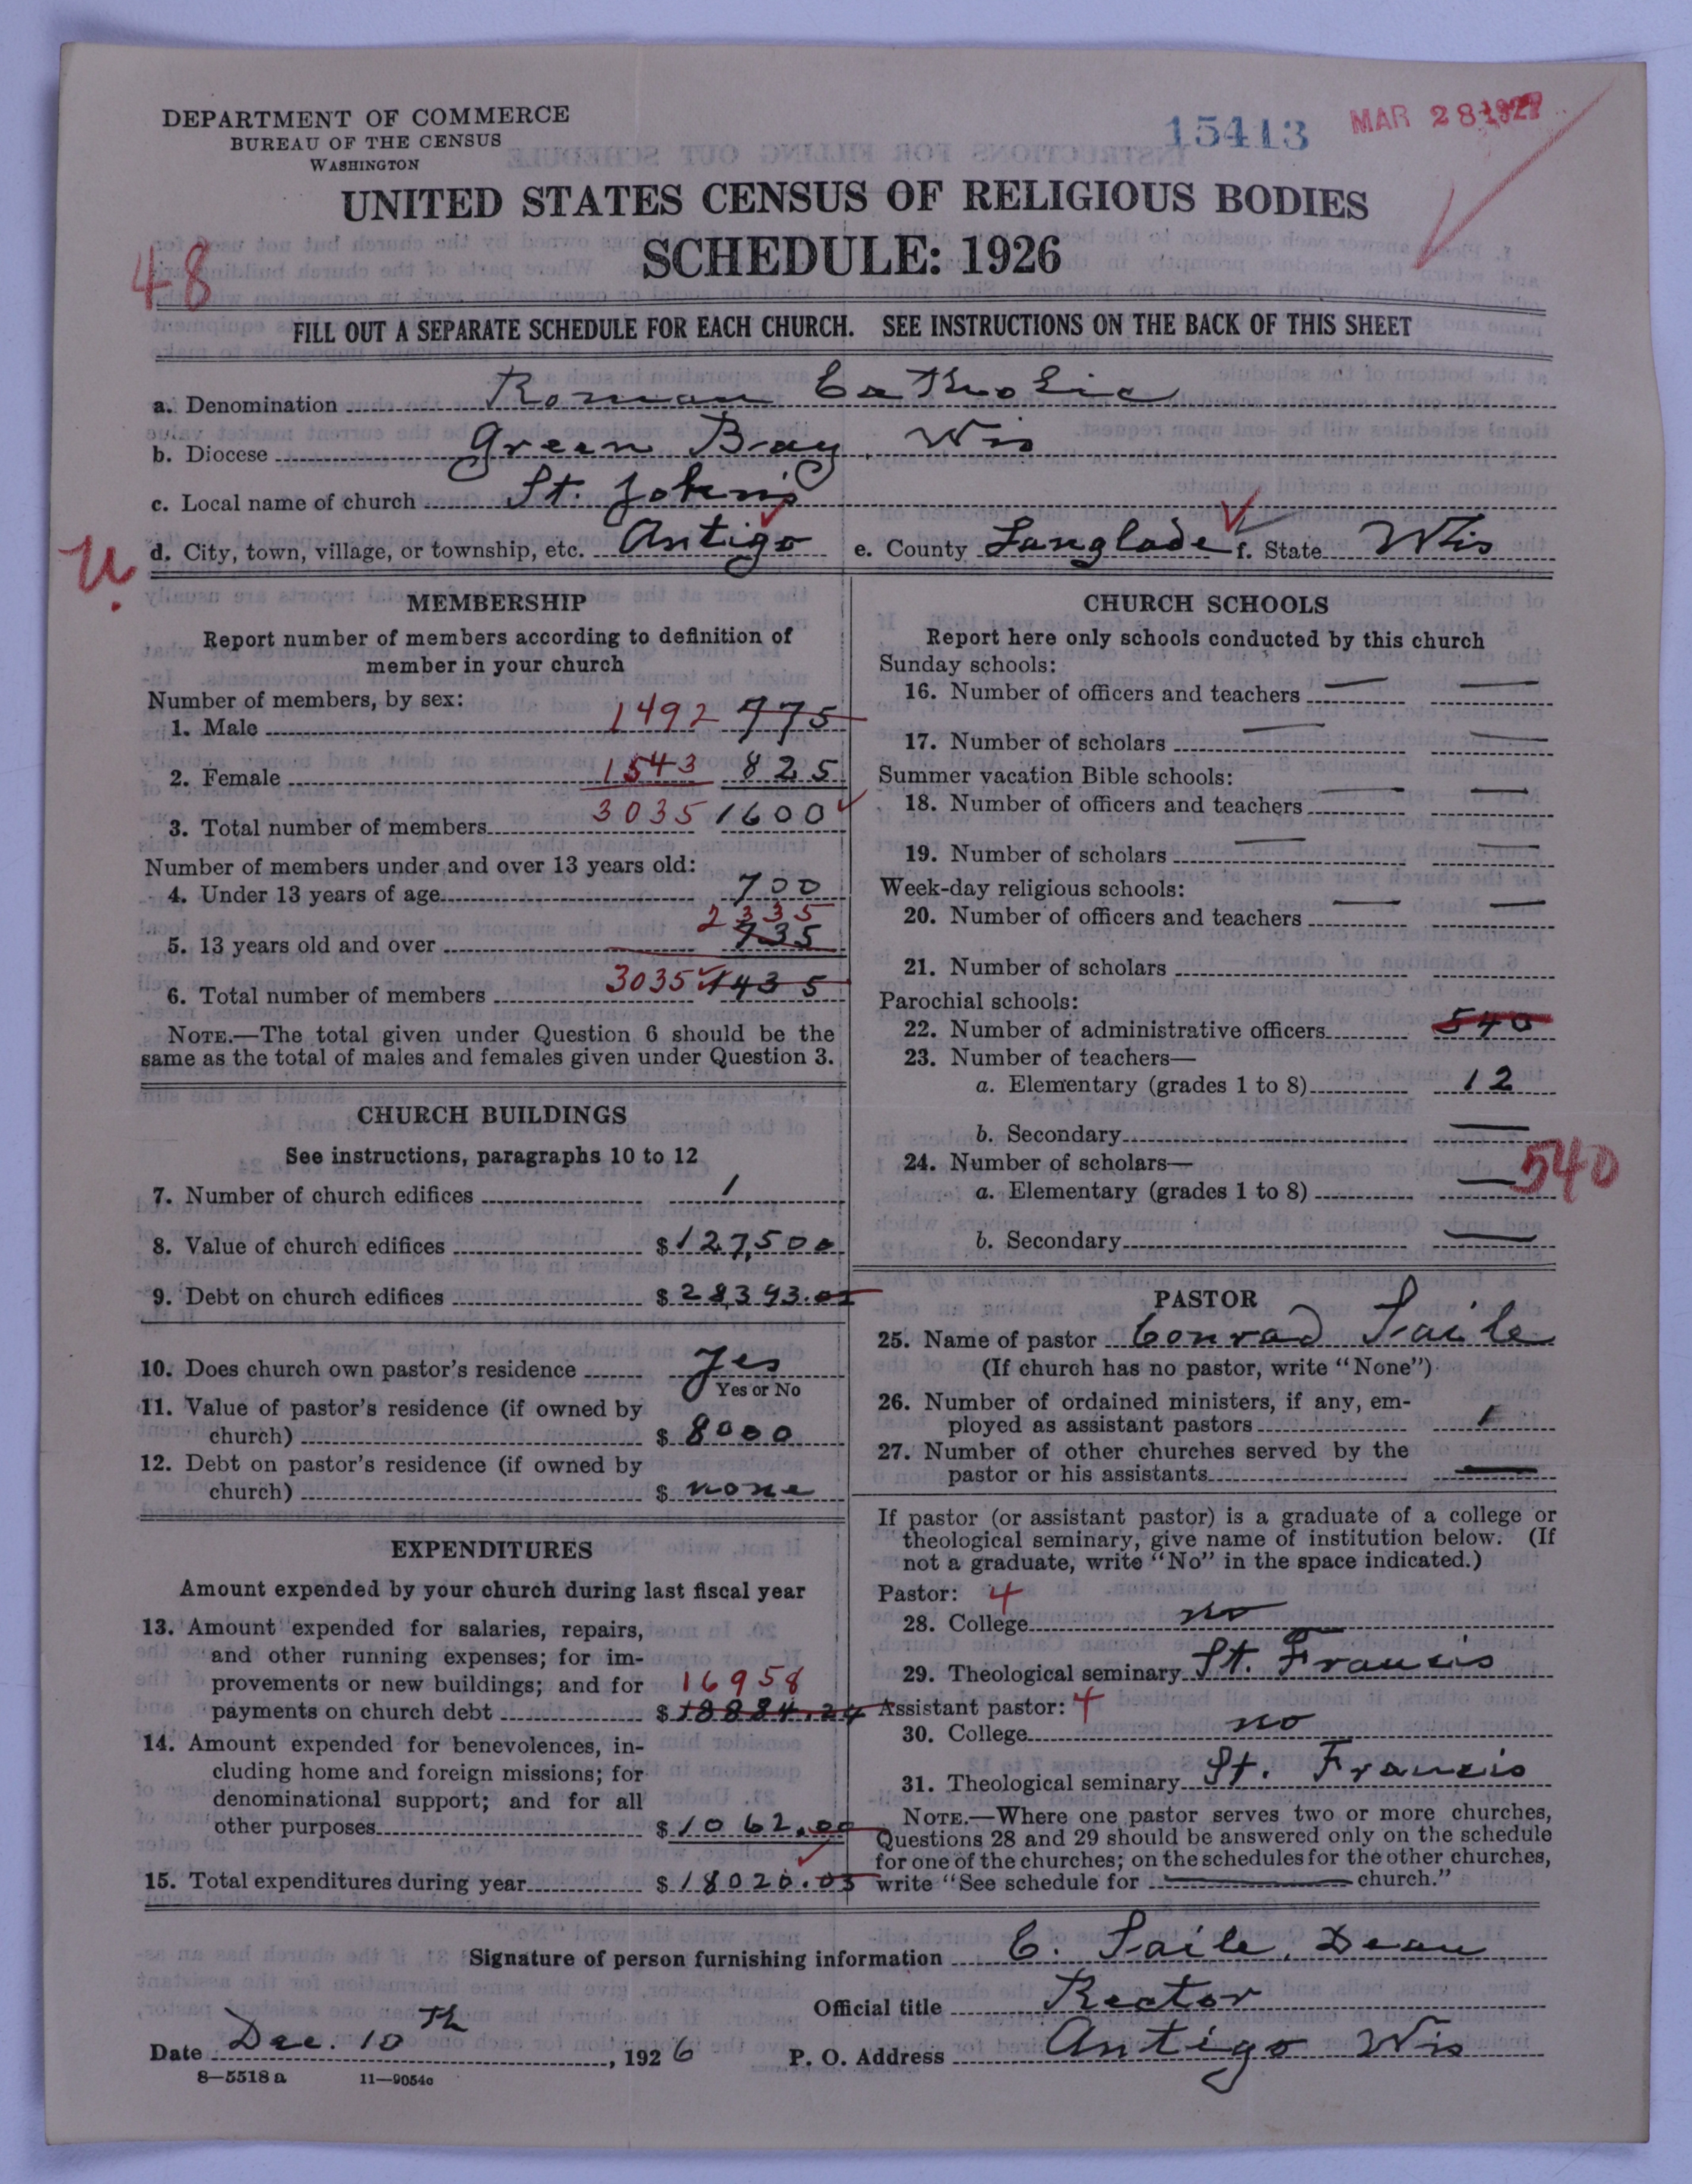 DEPARTMENT OF COMMERCE
BUREAU OF THE CENSUS
WASHINGTON
15413
MAR 28 1927
UNITED STATES CENSUS OF RELIGIOUS BODIES
SCHEDULE: 1926
48
FILL OUT A SEPARATE SCHEDULE FOR EACH CHURCH. SEE INSTRUCTIONS ON THE BACK OF THIS SHEET
a. Denomination Roman Catholic
b. Diocese Green Bay, Wis
c. Local name of church St. John's
d. City, town, village, or township, etc. Antigo e. County Langlade f. State Wis
U.
MEMBERSHIP
Report number of members according to definition of
member in your church
Number of members, by sex:
1. Male 1492 775
2. Female 1543 825
3. Total number of members 3035 1600
Number of members under and over 13 years old:
4. Under 13 years of age 700
2335
5. 13 years old and over 735
6. Total number of members 3035 1435
NOTE.—The total given under Question 6 should be the
same as the total of males and females given under Question 3.
CHURCH BUILDINGS
See instructions, paragraphs 10 to 12
7. Number of church edifices 1
8. Value of church edifices $127,500
9. Debt on church edifices $28393.05
10. Does church own pastor's residence Yes
Yes or No
11. Value of pastor's residence (if owned by
church) $8000
12. Debt on pastor's residence (if owned by
church) $none
EXPENDITURES
Amount expended by your church during last fiscal year
13. Amount expended for salaries, repairs,
and other running expenses; for im-
provements or new buildings; and for 16958
payments on church debt $18884.24
14. Amount expended for benevolences, in-
cluding home and foreign missions; for
denominational support; and for all
other purposes $1062.00
15. Total expenditures during year $18020.05
CHURCH SCHOOLS
Report here only schools conducted by this church
Sunday schools:
16. Number of officers and teachers —
17. Number of scholars —
Summer vacation Bible schools:
18. Number of officers and teachers —
19. Number of scholars —
Week-day religious schools:
20. Number of officers and teachers —
21. Number of scholars
Parochial schools:
22. Number of administrative officers 540
23. Number of teachers—
a. Elementary (grades 1 to 8) 12
b. Secondary —
24. Number of scholars—
a. Elementary (grades 1 to 8) — 540
b. Secondary —
PASTOR
25. Name of pastor Conrad Saile
(If church has no pastor, write "None")
26. Number of ordained ministers, if any, em-
ployed as assistant pastors 1
27. Number of other churches served by the
pastor or his assistants —
If pastor (or assistant pastor) is a graduate of a college or
theological seminary, give name of institution below. (If
not a graduate, write "No" in the space indicated.)
Pastor: 4
28. College no
29. Theological seminary St. Francis
Assistant pastor: 4
30. College no
31. Theological seminary St. Francis
NOTE.—Where one pastor serves two or more churches,
Questions 28 and 29 should be answered only on the schedule
for one of the churches; on the schedules for the other churches,
write "See schedule for — church."
Signature of person furnishing information C. Saile, Dean
Official title Rector
Date Dec. 10th, 1926 P. O. Address Antigo Wis
8—5518a 11—9054c